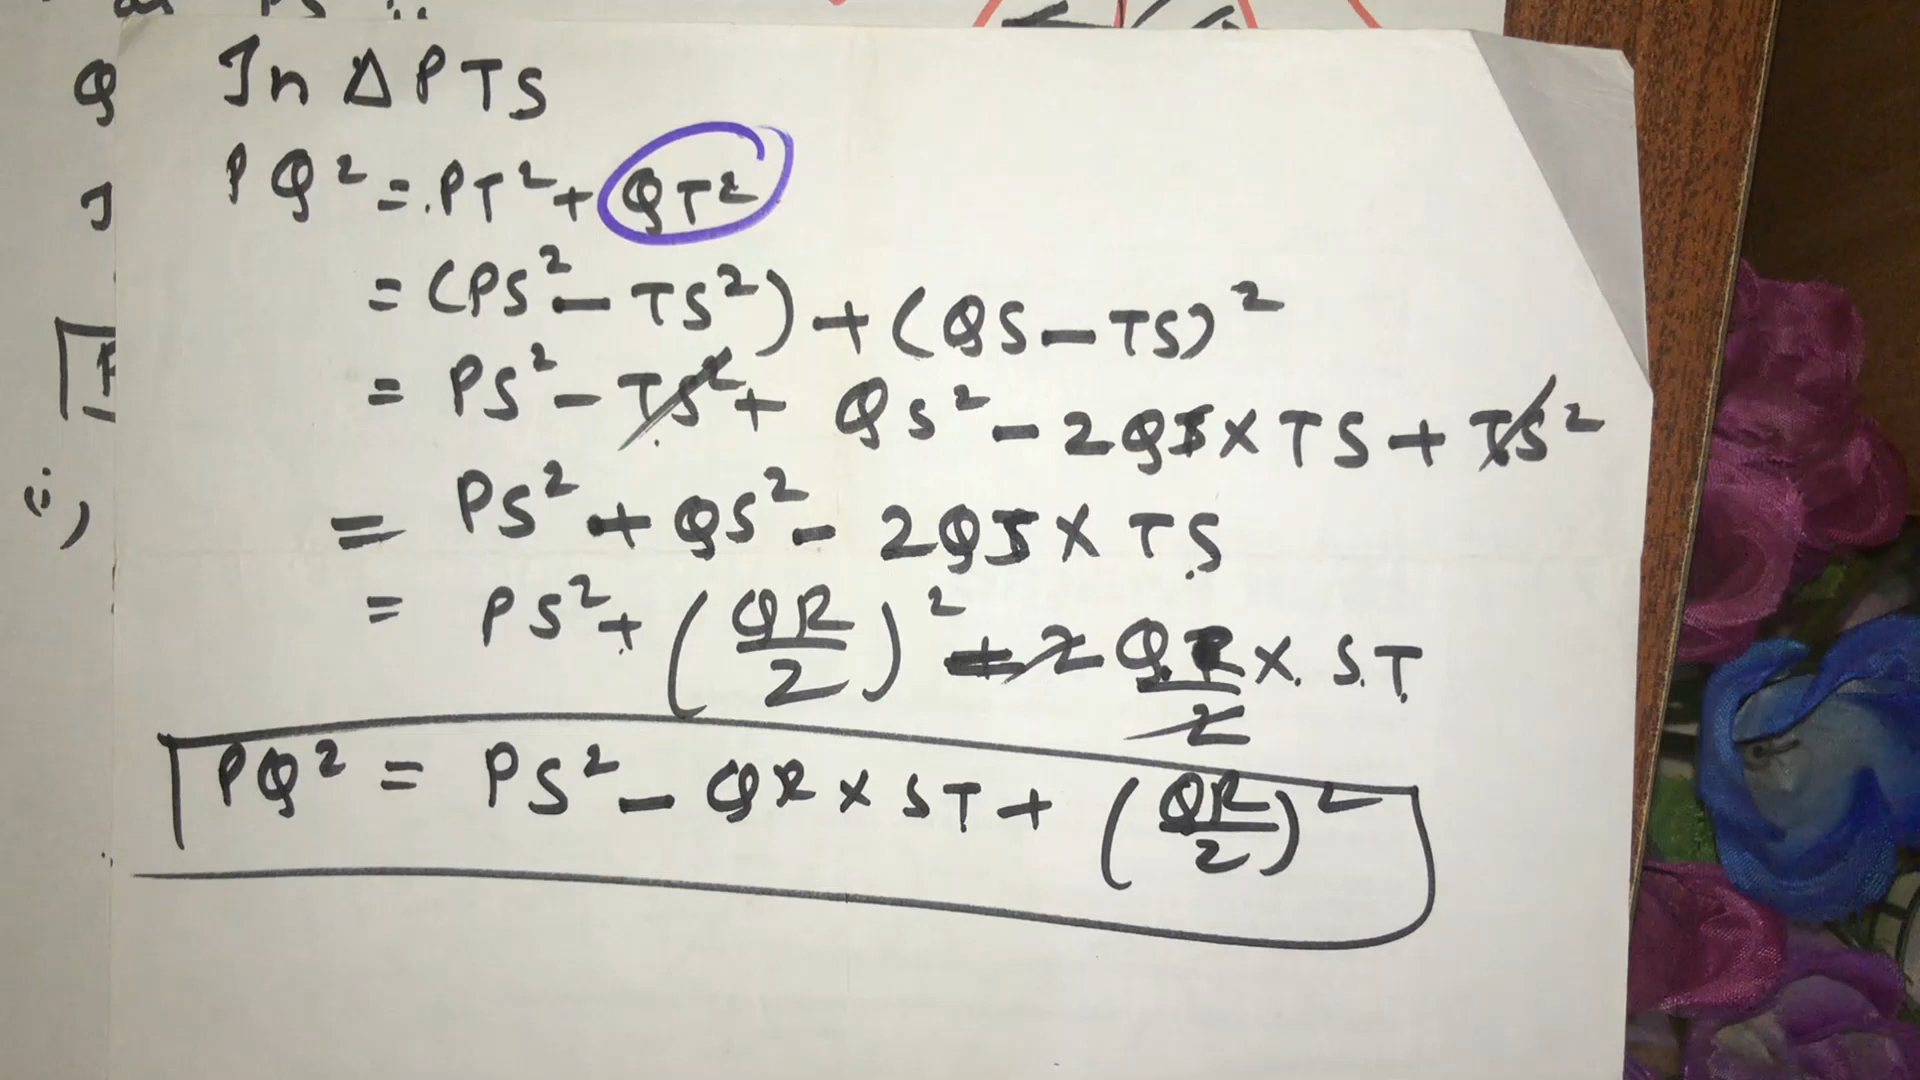 In Δ PTS
PQ² = PT² + QT²
= (PS² - TS²) + (QS - TS)²
= PS² - TS² + QS² - 2QS × TS + TS²
= PS² + QS² - 2QS × TS
= PS² + (QR/2)² - 2 QR/2 × ST
PQ² = PS² - QR × ST + (QR/2)²
Q
i)